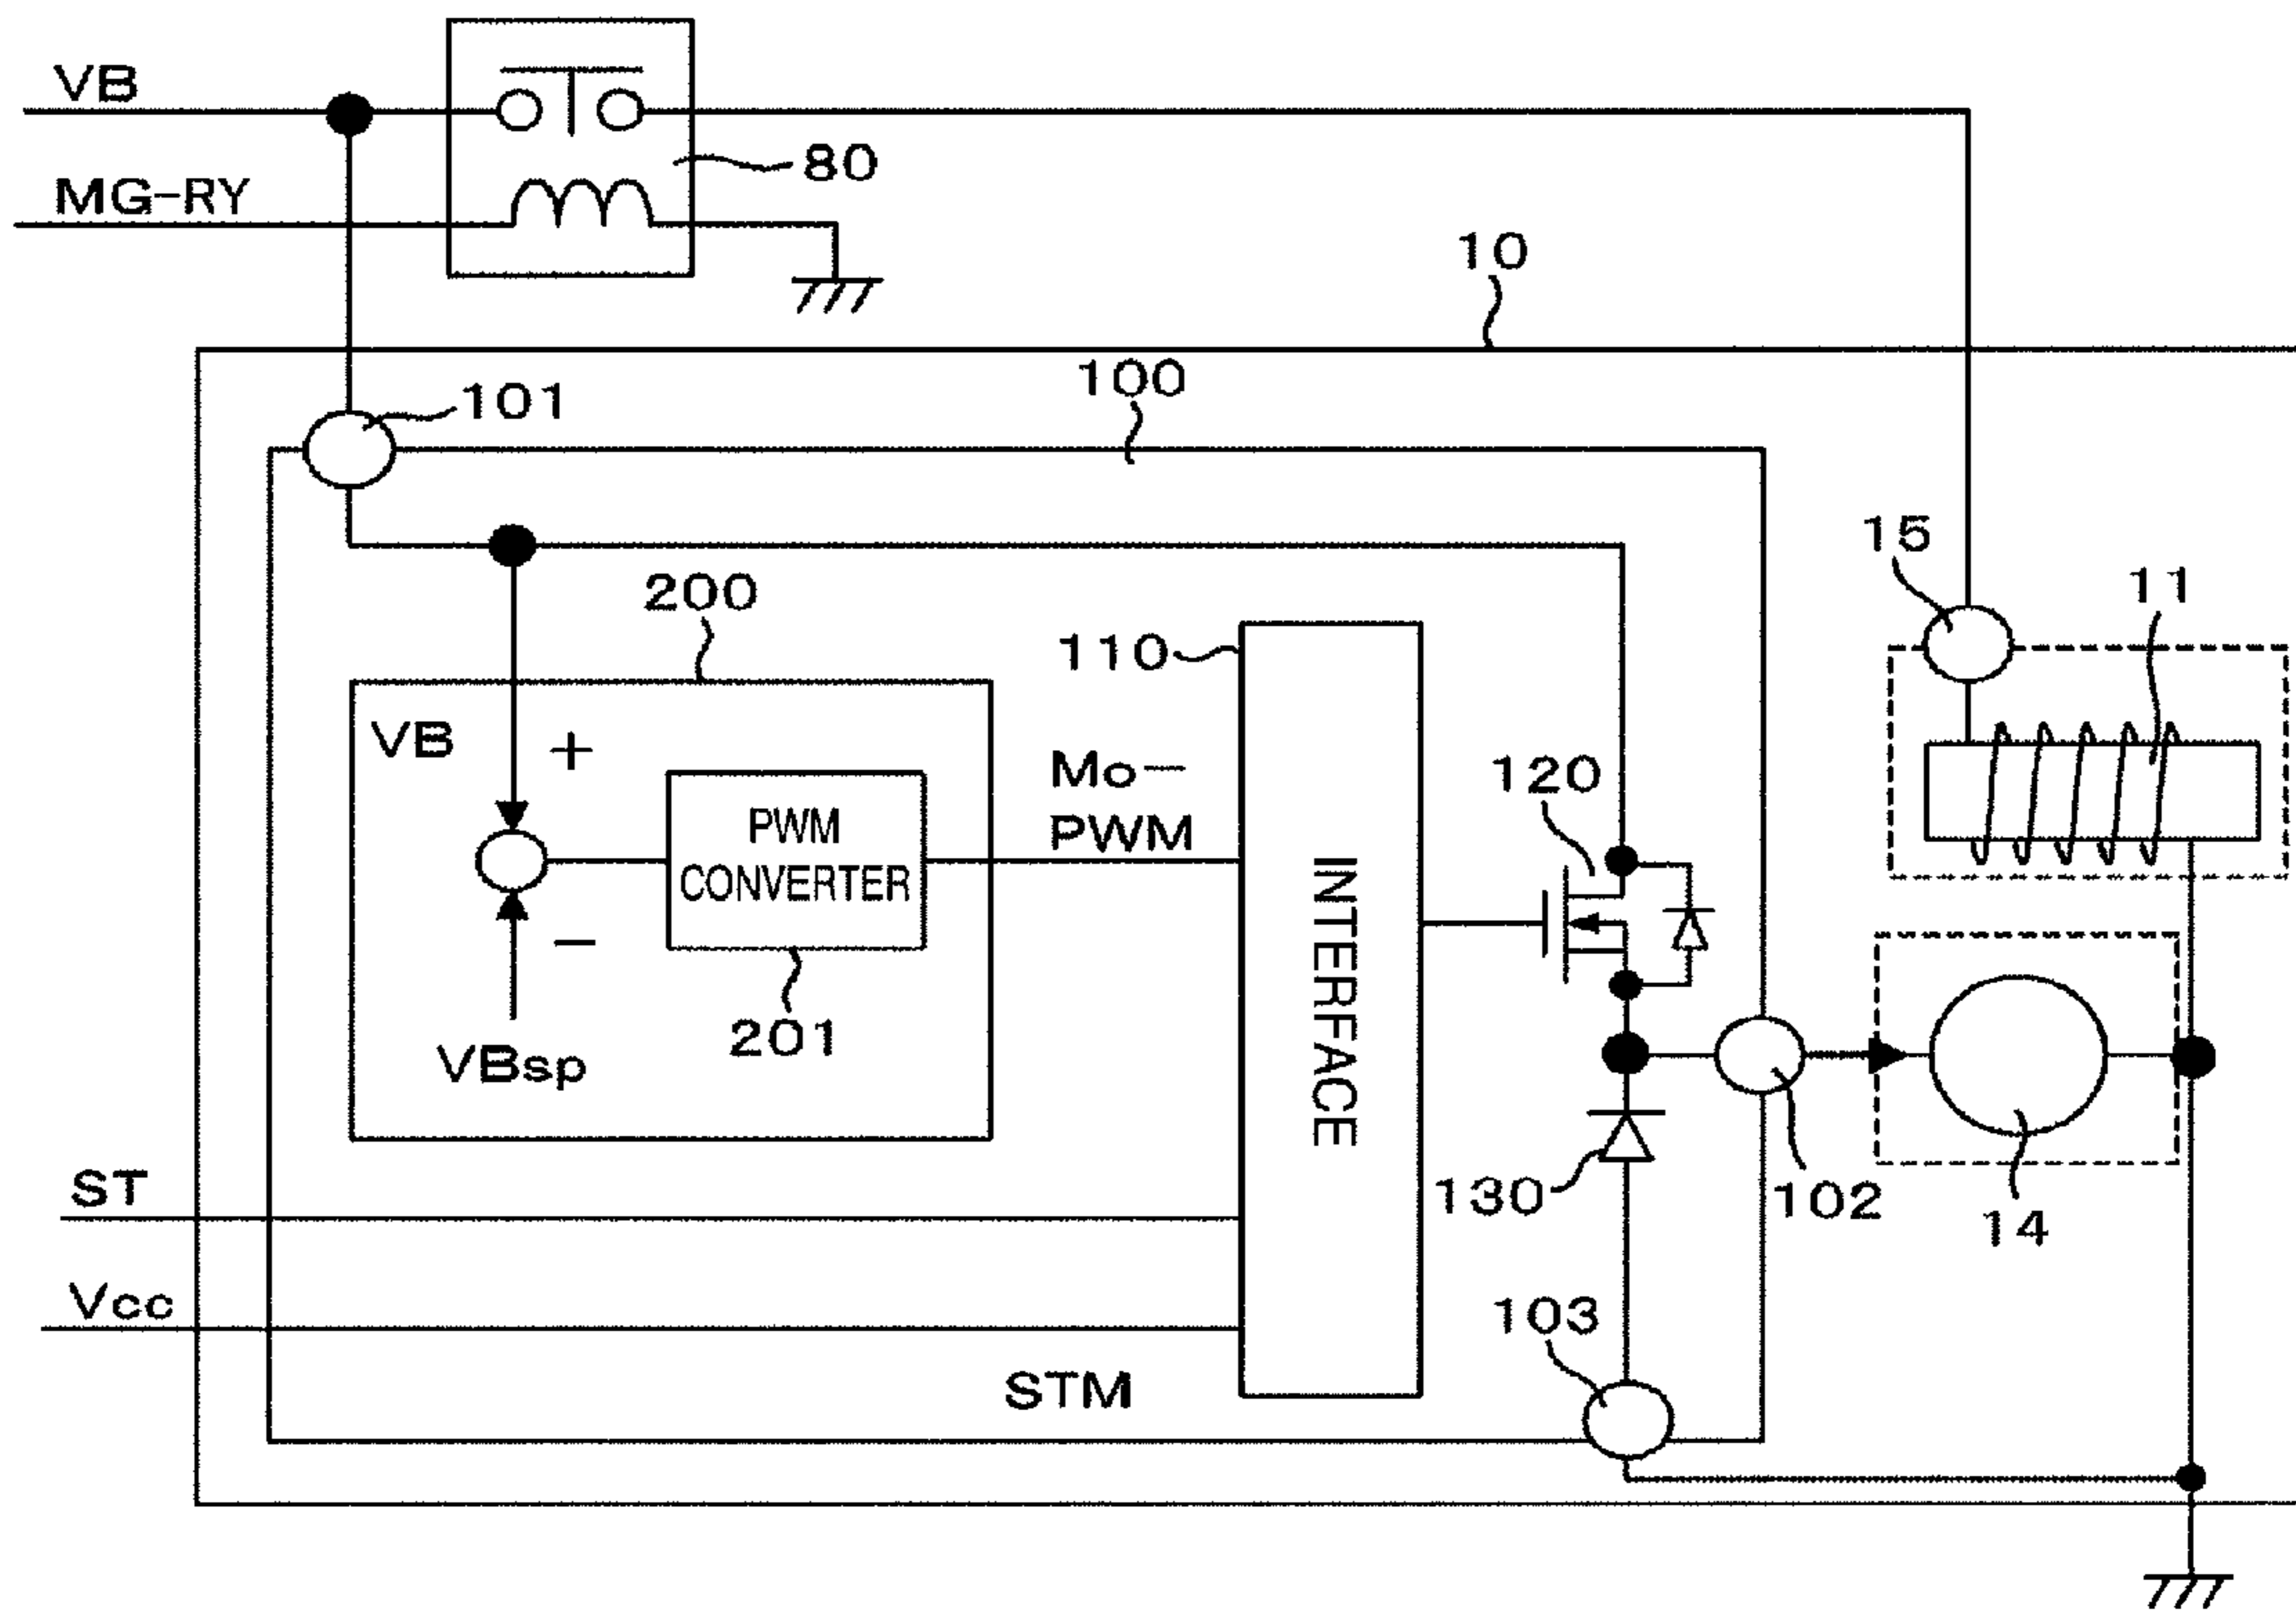 VB
80
MG-RY
10
100
101
15
11
200
110
VB
+
Mo-
PWM
120
PWM
CONVERTER
INTERFACE
−
201
VBsp
130
102
14
ST
Vcc
103
STM